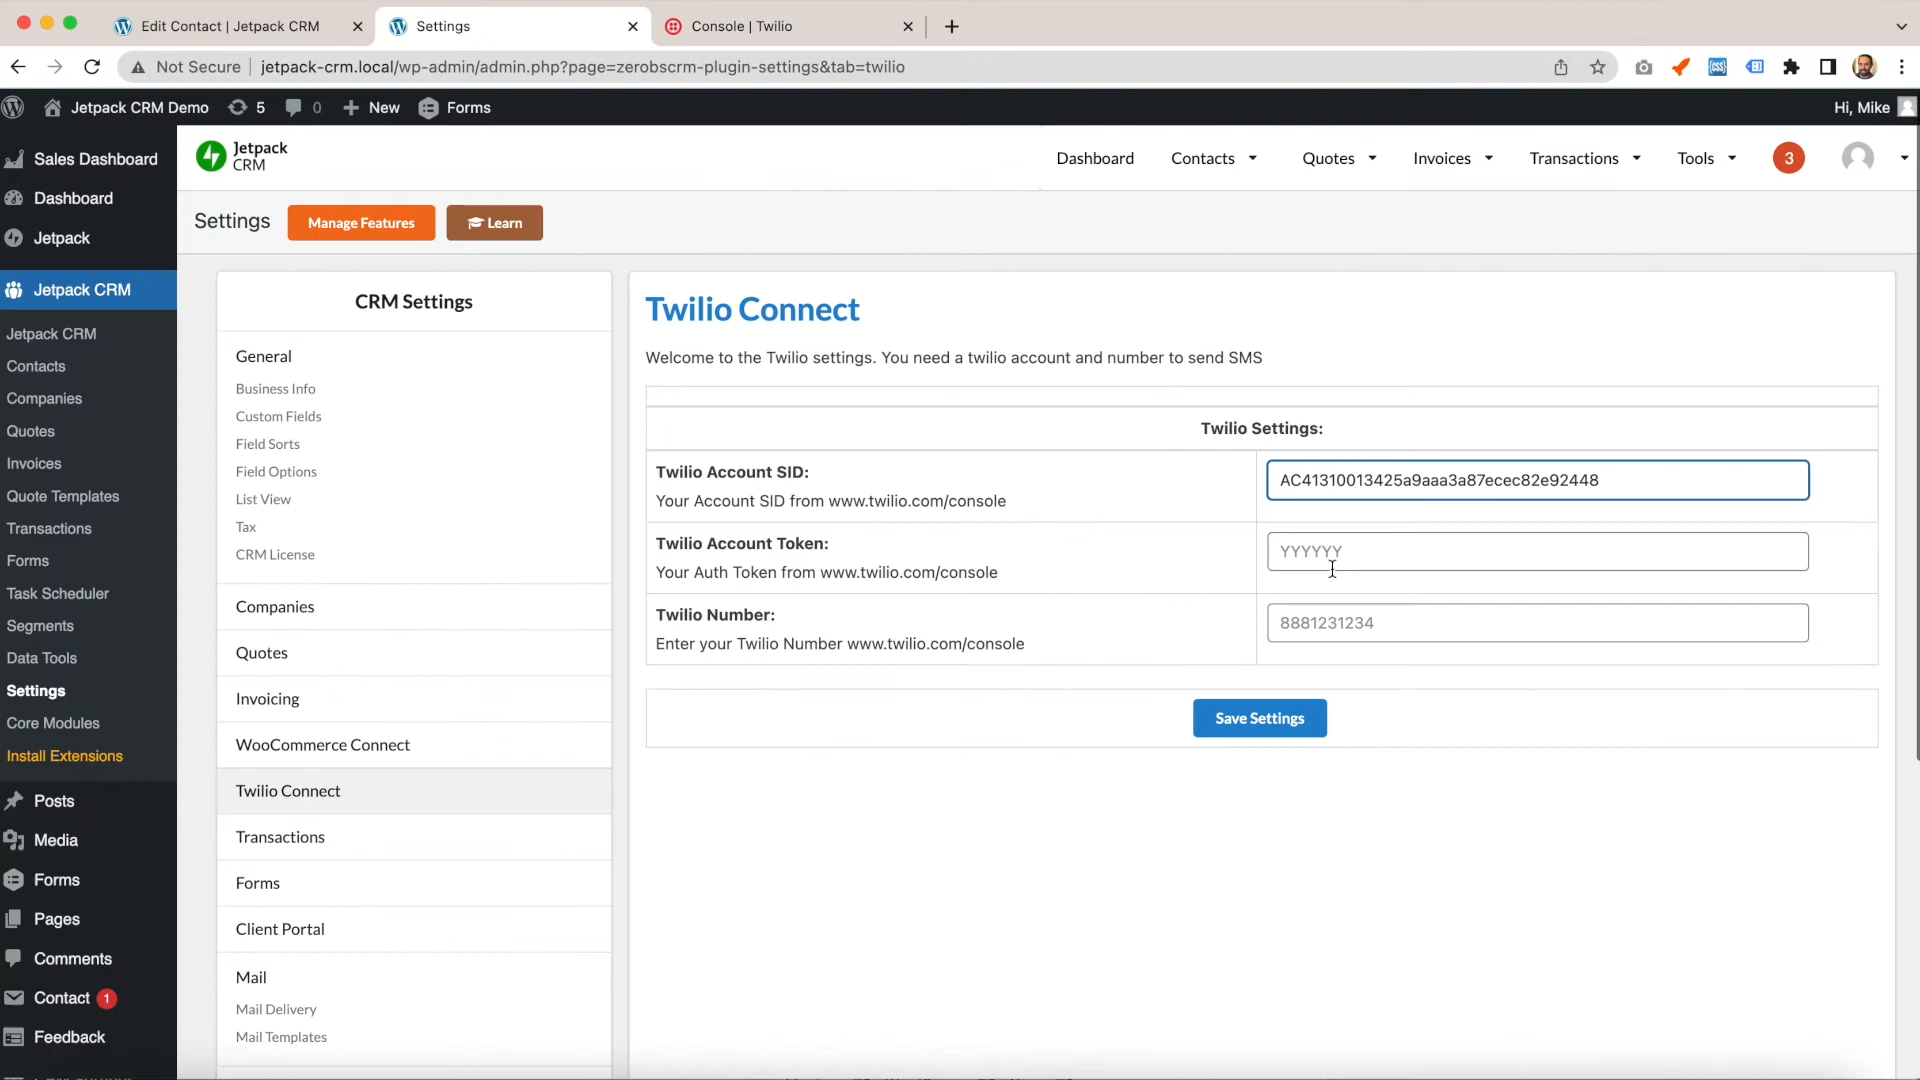 Edit Contact | Jetpack CRM
Settings
Console | Twilio
Not Secure
jetpack-crm.local/wp-admin/admin.php?page=zerobscrm-plugin-settings&tab=twilio
Jetpack CRM Demo
5
0
New
Forms
Hi, Mike
Sales Dashboard
Dashboard
Jetpack
Jetpack CRM
Jetpack CRM
Contacts
Companies
Quotes
Invoices
Quote Templates
Transactions
Forms
Task Scheduler
Segments
Data Tools
Settings
Core Modules
Install Extensions
Posts
Media
Forms
Pages
Comments
Contact 1
Feedback
Jetpack
CRM
Dashboard
Contacts
Quotes
Invoices
Transactions
Tools
3
Settings
Manage Features
Learn
CRM Settings
General
Business Info
Custom Fields
Field Sorts
Field Options
List View
Tax
CRM License
Companies
Quotes
Invoicing
WooCommerce Connect
Twilio Connect
Transactions
Forms
Client Portal
Mail
Mail Delivery
Mail Templates
Twilio Connect
Welcome to the Twilio settings. You need a twilio account and number to send SMS
Twilio Settings:
Twilio Account SID:
Your Account SID from www.twilio.com/console
AC41310013425a9aaa3a87ecec82e92448
Twilio Account Token:
Your Auth Token from www.twilio.com/console
YYYYYY
Twilio Number:
Enter your Twilio Number www.twilio.com/console
8881231234
Save Settings